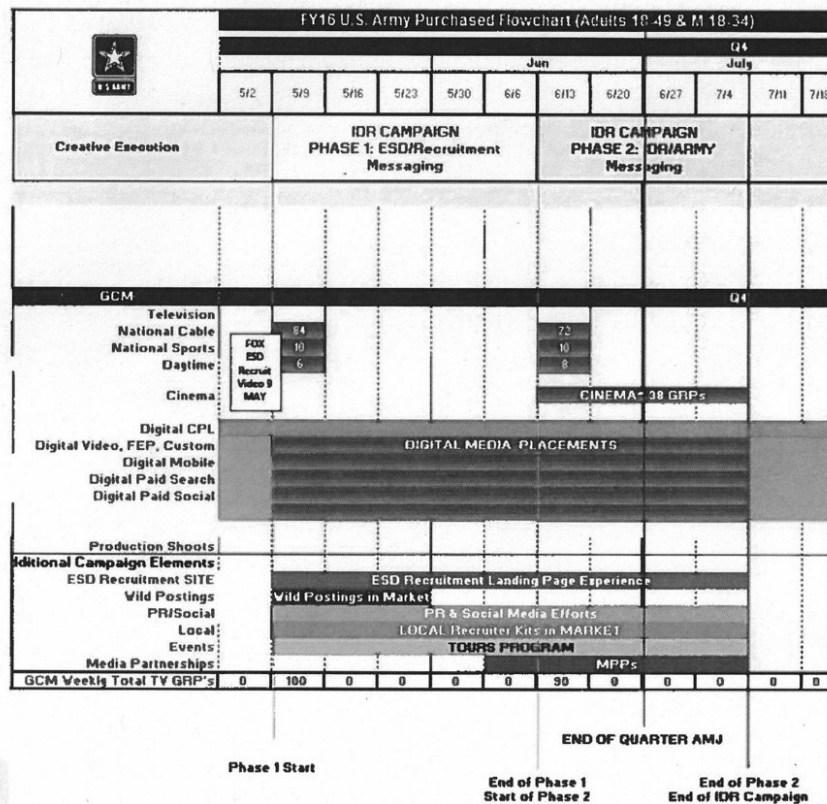 FY16 U.S. Army Purchased Flowchart (Adults 18-49 & M 18-34)
Q4
Jun July
5/2 5/9 5/16 5/23 5/30 6/6 6/13 6/20 6/27 7/4 7/11 7/18
U.S. ARMY
Creative Execution
IDR CAMPAIGN
PHASE 1: ESD/Recruitment
Messaging
IDR CAMPAIGN
PHASE 2: IDR/ARMY
Messaging
GCM Q4
Television
National Cable 84 72
National Sports 10 10
Daytime 6 8
FOX
ESD
Recruit
Video 9
MAY
Cinema CINEMA* 38 GRPs
Digital CPL
Digital Video, FEP, Custom DIGITAL MEDIA PLACEMENTS
Digital Mobile
Digital Paid Search
Digital Paid Social
Production Shoots
dditional Campaign Elements
ESD Recruitment SITE ESD Recruitment Landing Page Experience
Wild Postings Wild Postings in Market
PR/Social PR & Social Media Efforts
Local LOCAL Recruiter Kits in MARKET
Events TOURS PROGRAM
Media Partnerships MPPs
GCM Weekly Total TV GRP's 0 100 0 0 0 0 90 0 0 0 0 0
END OF QUARTER AMJ
Phase 1 Start
End of Phase 1
Start of Phase 2
End of Phase 2
End of IDR Campaign